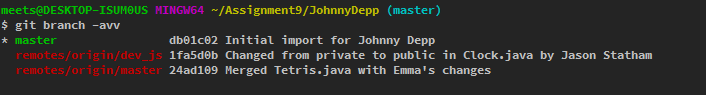 meets@DESKTOP-ISUM0US MINGW64 ~/Assignment9/JohnnyDepp (master)
$ git branch -avv
* master                db01c02 Initial import for Johnny Depp
  remotes/origin/dev_js 1fa5d0b Changed from private to public in Clock.java by Jason Statham
  remotes/origin/master 24ad109 Merged Tetris.java with Emma's changes